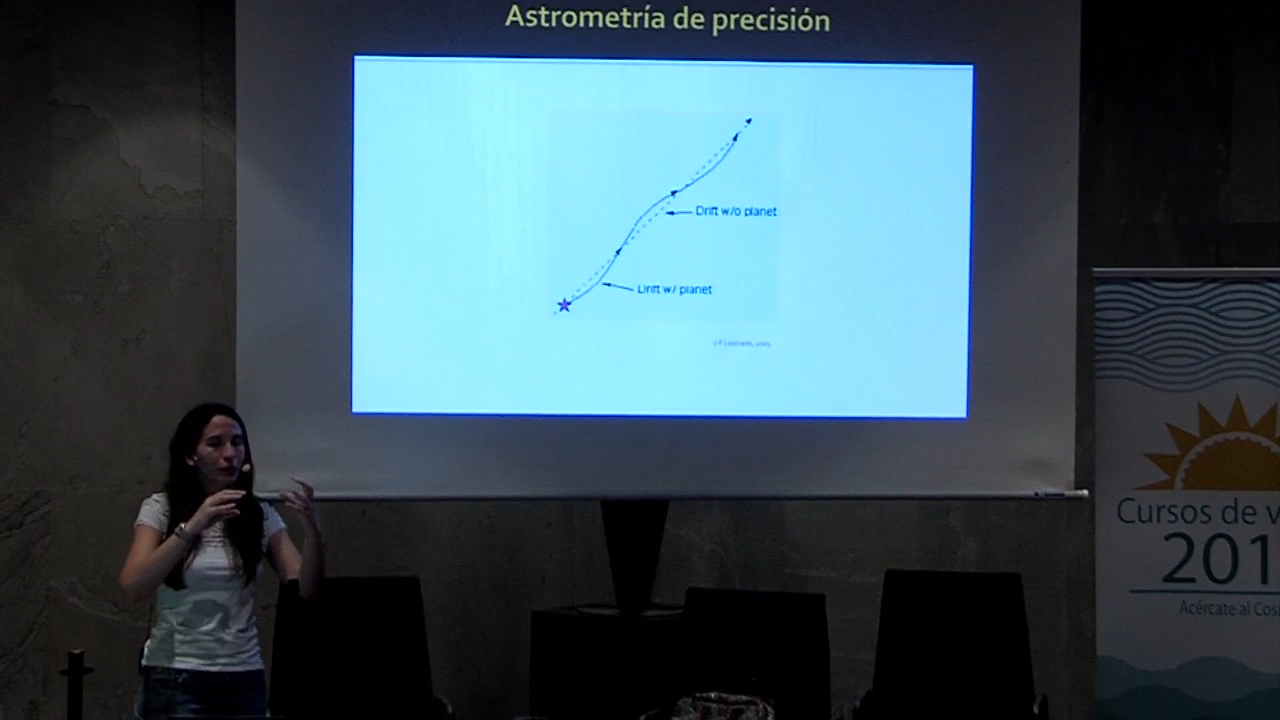 Astrometría de precisión
Drift w/o planet
Drift w/ planet
Cursos de v
201
Acércate al Cos